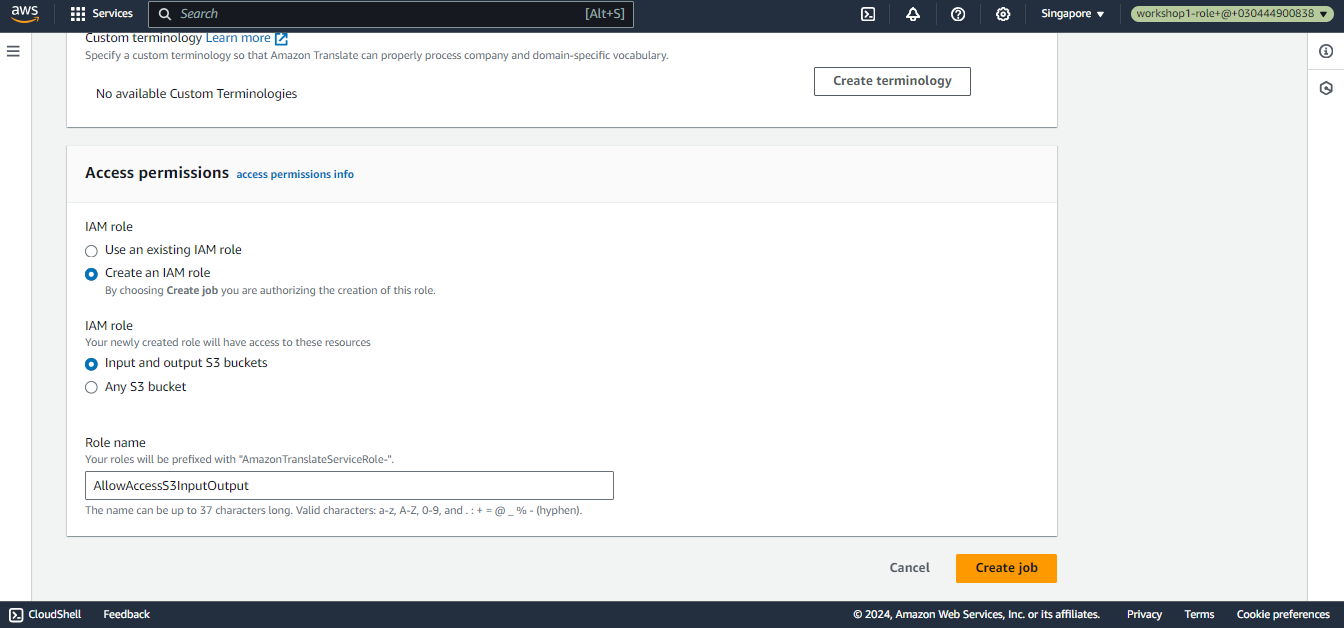 aws Services Search [Alt+S] Singapore workshop1-role+@+030444900838
Custom terminology Learn more
Specify a custom terminology so that Amazon Translate can properly process company and domain-specific vocabulary.
Create terminology
No available Custom Terminologies
Access permissions access permissions info
IAM role
Use an existing IAM role
Create an IAM role
By choosing Create job you are authorizing the creation of this role.
IAM role
Your newly created role will have access to these resources
Input and output S3 buckets
Any S3 bucket
Role name
Your roles will be prefixed with "AmazonTranslateServiceRole-".
AllowAccessS3InputOutput
The name can be up to 37 characters long. Valid characters: a-z, A-Z, 0-9, and . : + = @ _ % - (hyphen).
Cancel Create job
CloudShell Feedback © 2024, Amazon Web Services, Inc. or its affiliates. Privacy Terms Cookie preferences